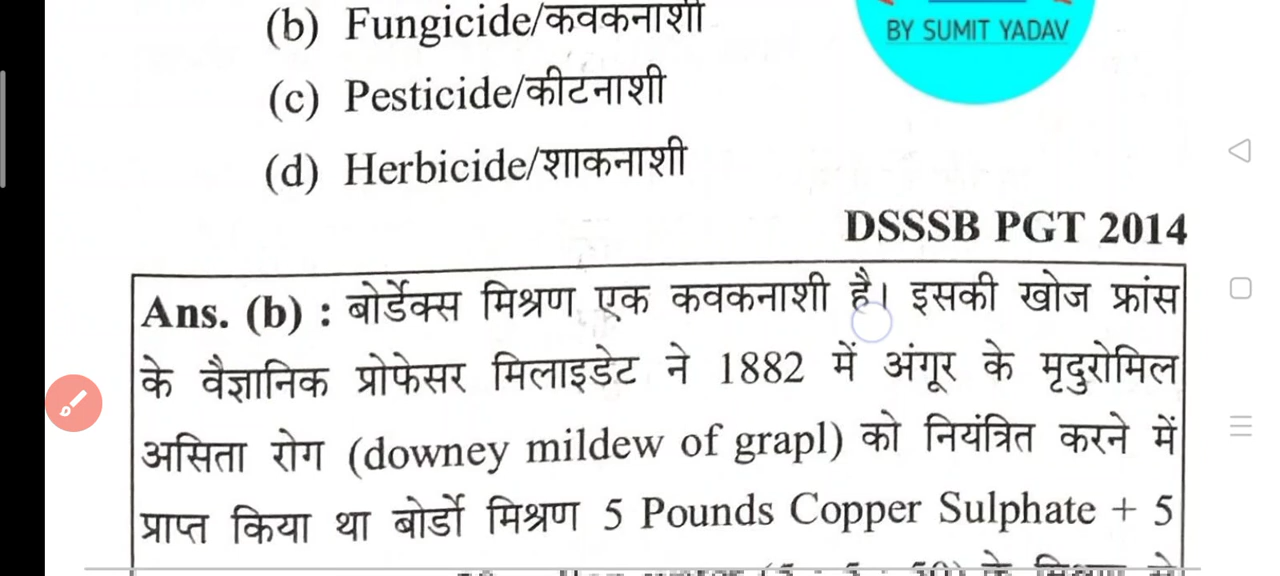 (b) Fungicide/कवकनाशी
BY SUMIT YADAV
(c) Pesticide/कीटनाशी
(d) Herbicide/शाकनाशी
DSSSB PGT 2014
Ans. (b) : बोर्डेक्स मिश्रण एक कवकनाशी है। इसकी खोज फ्रांस
के वैज्ञानिक प्रोफेसर मिलाइडेट ने 1882 में अंगूर के मृदुरोमिल
असिता रोग (downey mildew of grapl) को नियंत्रित करने में
प्राप्त किया था बोर्डो मिश्रण 5 Pounds Copper Sulphate + 5